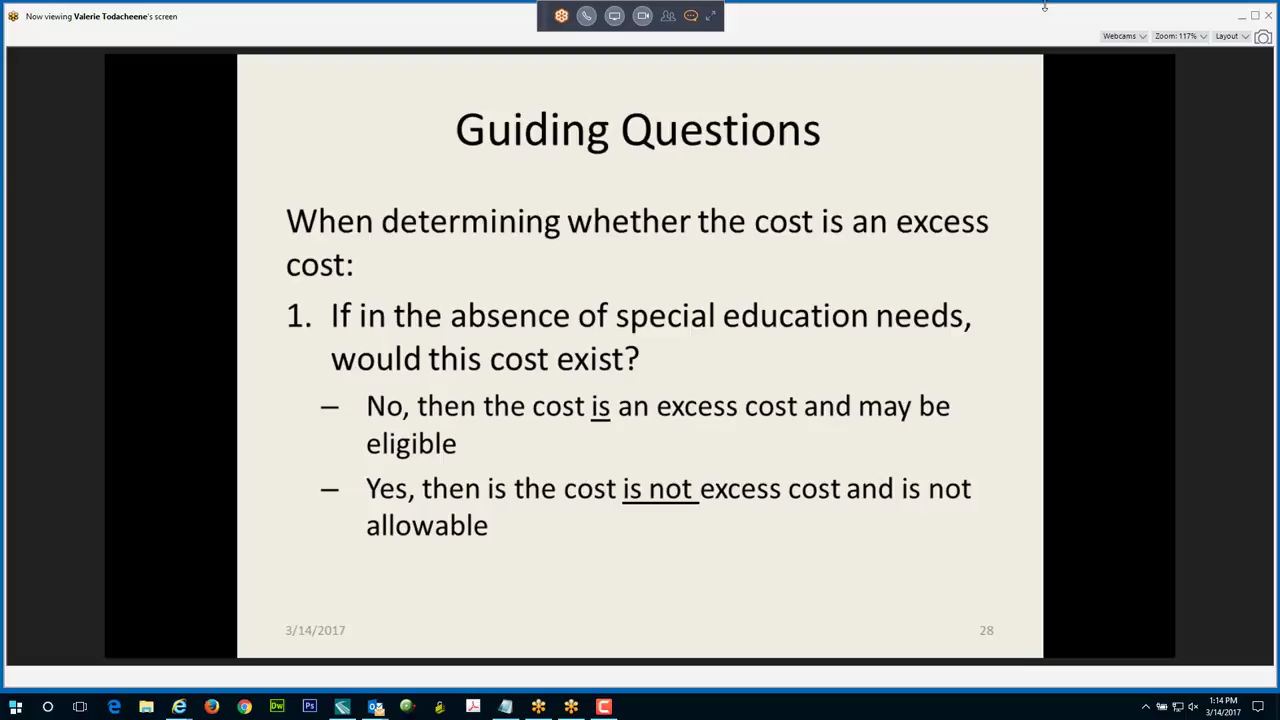 Now viewing Valerie Todacheene's screen
Webcams Zoom: 117% Layout
Guiding Questions
When determining whether the cost is an excess
cost:
1. If in the absence of special education needs,
would this cost exist?
– No, then the cost is an excess cost and may be
eligible
– Yes, then is the cost is not excess cost and is not
allowable
3/14/2017 28
Dw Ps
1:14 PM
3/14/2017